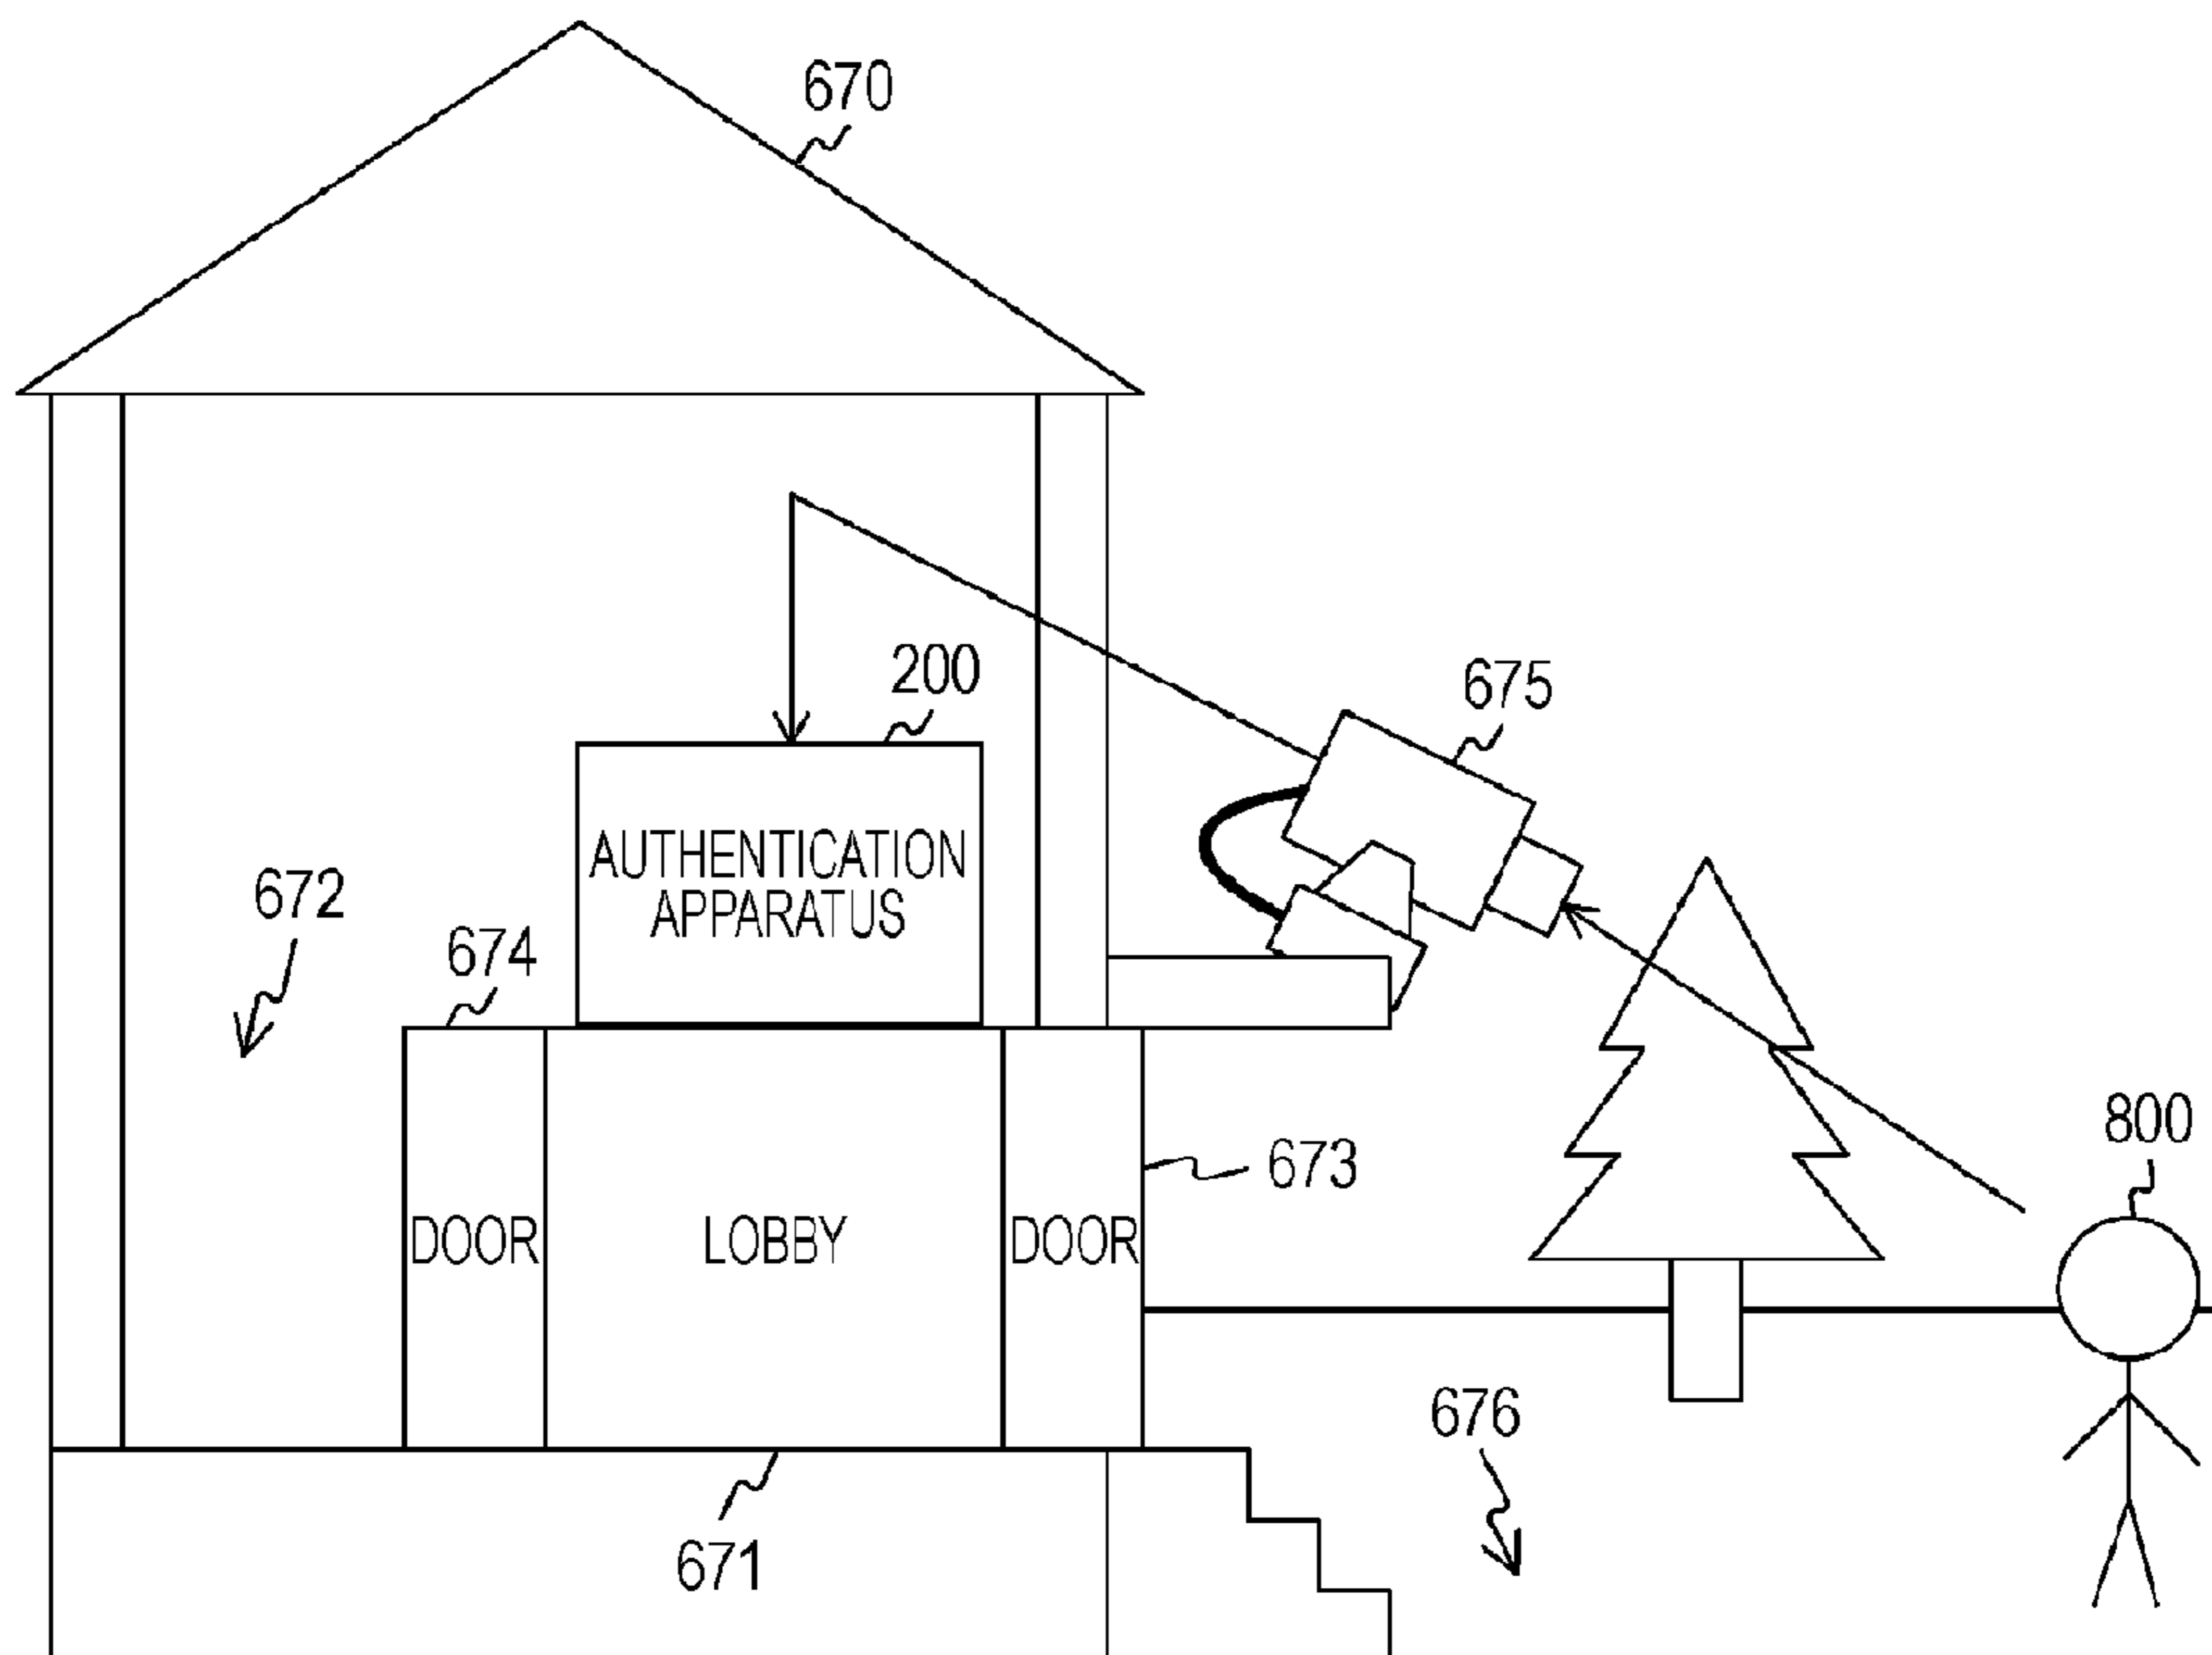 670
200
675
AUTHENTICATION
APPARATUS
672
674
800
673
DOOR
LOBBY
DOOR
676
671